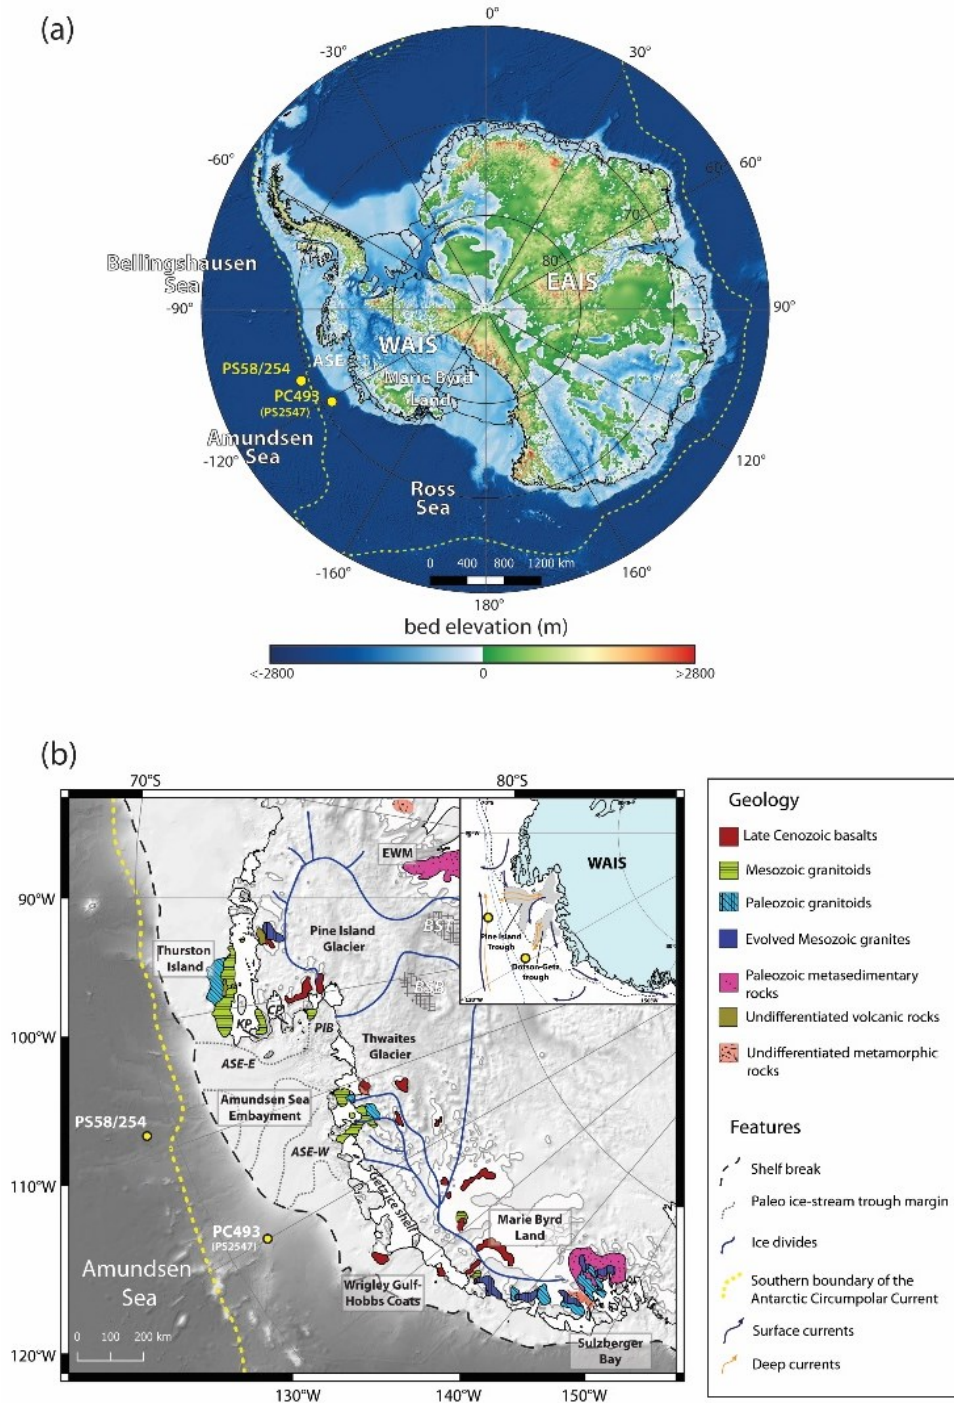 (a)
0°
-30°
30°
-60°
60°
60°
70°
80°
Bellingshausen
Sea
-90°
90°
EAIS
WAIS
ASE
PS58/254
Marie Byrd
Land
PC493
(PS2547)
Amundsen
Sea
-120°
120°
Ross
Sea
-160°
160°
0 400 800 1200 km
180°
bed elevation (m)
<-2800
0
>2800
(b)
70°S
80°S
EWM
WAIS
90°W
BST
Pine Island
Glacier
Thurston
Island
Pine Island
Trough
Dotson-Getz
trough
BSB
CP
KP
PIB
100°W
ASE-E
Thwaites
Glacier
Amundsen Sea
Embayment
PS58/254
ASE-W
110°W
Getz ice shelf
PC493
(PS2547)
Marie Byrd
Land
Amundsen
Sea
Wrigley Gulf-
Hobbs Coats
0 100 200 km
Sulzberger
Bay
120°W
130°W
140°W
150°W
Geology
Late Cenozoic basalts
Mesozoic granitoids
Paleozoic granitoids
Evolved Mesozoic granites
Paleozoic metasedimentary
rocks
Undifferentiated volcanic rocks
Undifferentiated metamorphic
rocks
Features
Shelf break
Paleo ice-stream trough margin
Ice divides
Southern boundary of the
Antarctic Circumpolar Current
Surface currents
Deep currents